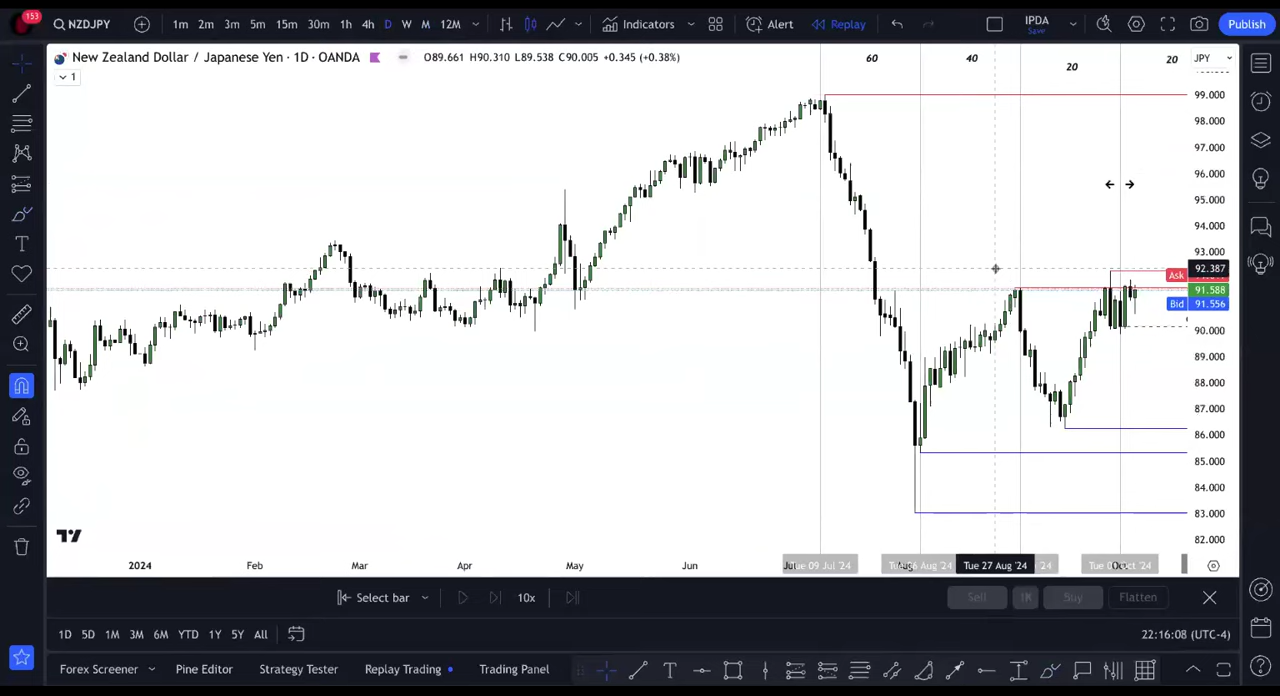 153
NZDJPY
1m 2m 3m 5m 15m 30m 1h 4h D W M 12M
Indicators
Alert
Replay
IPDA
Save
Publish
New Zealand Dollar / Japanese Yen · 1D · OANDA
O89.661 H90.310 L89.538 C90.005 +0.345 (+0.38%)
1
60
40
20
20
JPY
99.000
98.000
97.000
96.000
95.000
94.000
93.000
92.387
Ask
91.588
Bid 91.556
90.000
89.000
88.000
87.000
86.000
85.000
84.000
83.000
82.000
2024 Feb Mar Apr May Jun
Tue 27 Aug '24
Select bar
10x
Sell
Buy
Flatten
1D 5D 1M 3M 6M YTD 1Y 5Y All
22:16:08 (UTC-4)
Forex Screener
Pine Editor
Strategy Tester
Replay Trading
Trading Panel